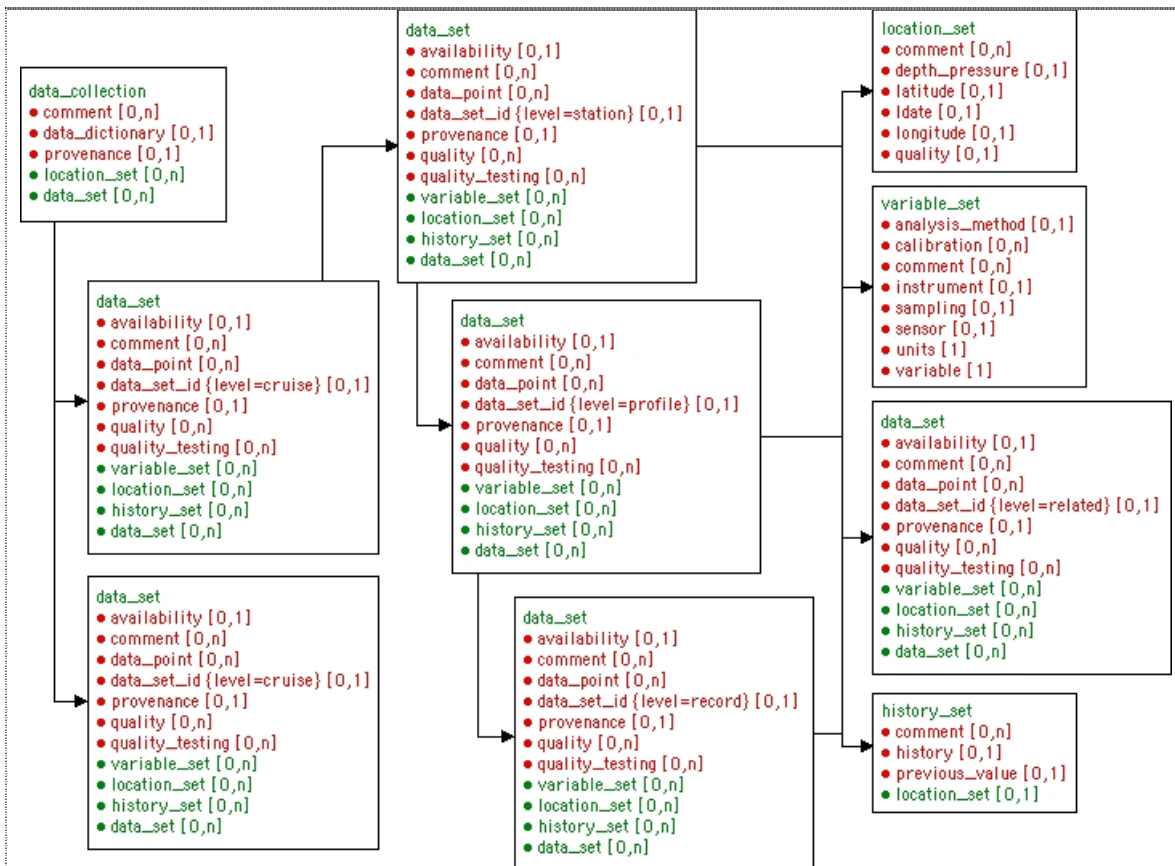 data_collection
● comment [0,n]
● data_dictionary [0,1]
● provenance [0,1]
● location_set [0,n]
● data_set [0,n]
data_set
● availability [0,1]
● comment [0,n]
● data_point [0,n]
● data_set_id {level=cruise} [0,1]
● provenance [0,1]
● quality [0,n]
● quality_testing [0,n]
● variable_set [0,n]
● location_set [0,n]
● history_set [0,n]
● data_set [0,n]
data_set
● availability [0,1]
● comment [0,n]
● data_point [0,n]
● data_set_id {level=cruise} [0,1]
● provenance [0,1]
● quality [0,n]
● quality_testing [0,n]
● variable_set [0,n]
● location_set [0,n]
● history_set [0,n]
● data_set [0,n]
data_set
● availability [0,1]
● comment [0,n]
● data_point [0,n]
● data_set_id {level=station} [0,1]
● provenance [0,1]
● quality [0,n]
● quality_testing [0,n]
● variable_set [0,n]
● location_set [0,n]
● history_set [0,n]
● data_set [0,n]
data_set
● availability [0,1]
● comment [0,n]
● data_point [0,n]
● data_set_id {level=profile} [0,1]
● provenance [0,1]
● quality [0,n]
● quality_testing [0,n]
● variable_set [0,n]
● location_set [0,n]
● history_set [0,n]
● data_set [0,n]
data_set
● availability [0,1]
● comment [0,n]
● data_point [0,n]
● data_set_id {level=record} [0,1]
● provenance [0,1]
● quality [0,n]
● quality_testing [0,n]
● variable_set [0,n]
● location_set [0,n]
● history_set [0,n]
● data_set [0,n]
location_set
● comment [0,n]
● depth_pressure [0,1]
● latitude [0,1]
● ldate [0,1]
● longitude [0,1]
● quality [0,1]
variable_set
● analysis_method [0,1]
● calibration [0,n]
● comment [0,n]
● instrument [0,1]
● sampling [0,1]
● sensor [0,1]
● units [1]
● variable [1]
data_set
● availability [0,1]
● comment [0,n]
● data_point [0,n]
● data_set_id {level=related} [0,1]
● provenance [0,1]
● quality [0,n]
● quality_testing [0,n]
● variable_set [0,n]
● location_set [0,n]
● history_set [0,n]
● data_set [0,n]
history_set
● comment [0,n]
● history [0,1]
● previous_value [0,1]
● location_set [0,1]